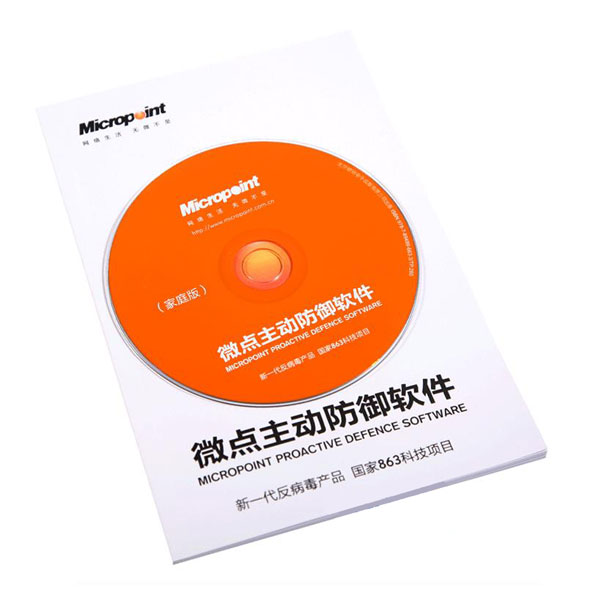 Micropoint
网络生活 无微不至
Micropoint
网络生活 无微不至
http://www.micropoint.com.cn
（家庭版）
微点主动防御软件
MICROPOINT PROACTIVE DEFENCE SOFTWARE
新一代反病毒产品 国家863科技项目
微点主动防御软件
MICROPOINT PROACTIVE DEFENCE SOFTWARE
新一代反病毒产品 国家863科技项目